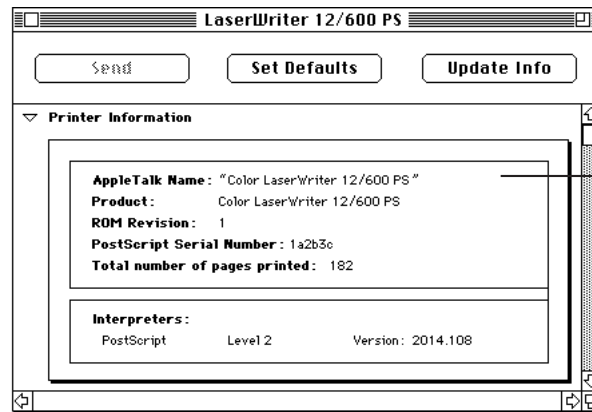 LaserWriter 12/600 PS
Send Set Defaults Update Info
Printer Information
AppleTalk Name: "Color LaserWriter 12/600 PS"
Product: Color LaserWriter 12/600 PS
ROM Revision: 1
PostScript Serial Number: 1a2b3c
Total number of pages printed: 182
Interpreters:
PostScript Level 2 Version: 2014.108